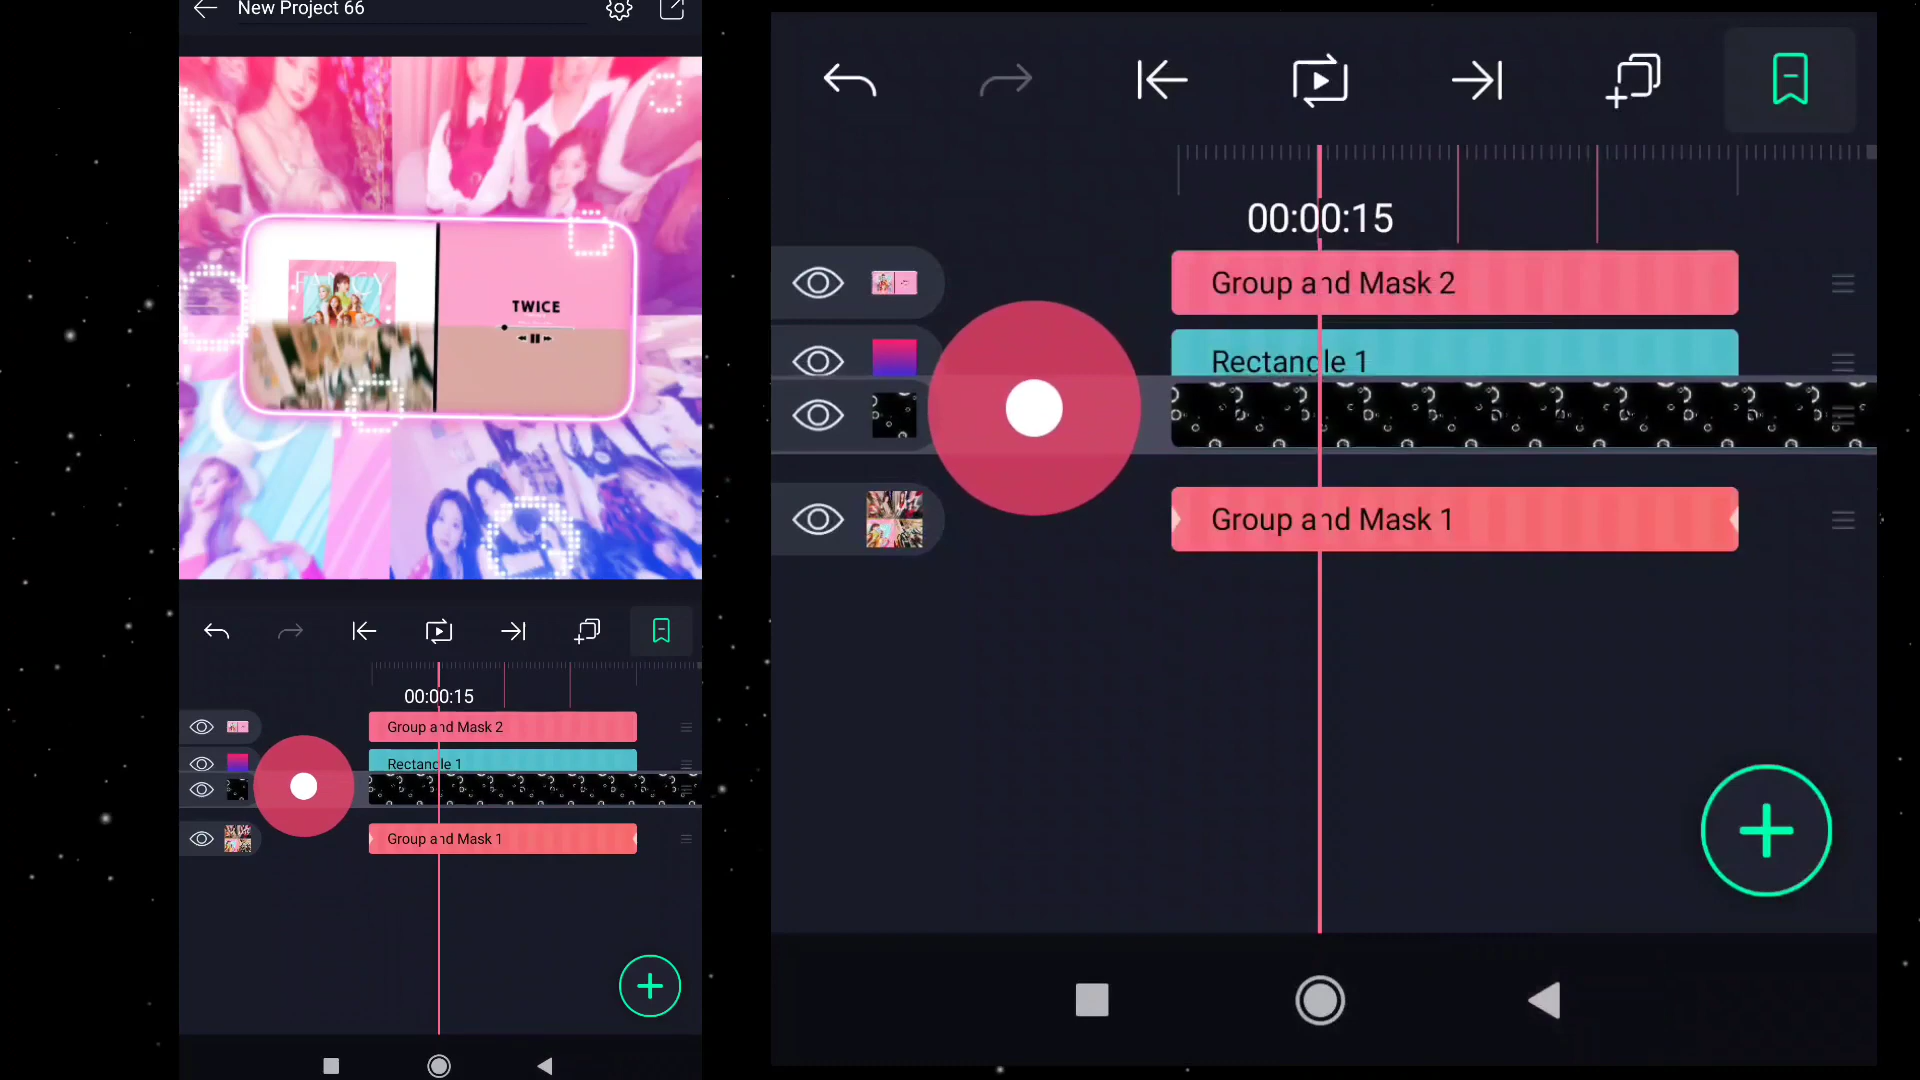 New Project 66
FANCY
TWICE
00:00:15
Group and Mask 2
Rectangle 1
Group and Mask 1
00:00:15
Group and Mask 2
Rectangle 1
Group and Mask 1